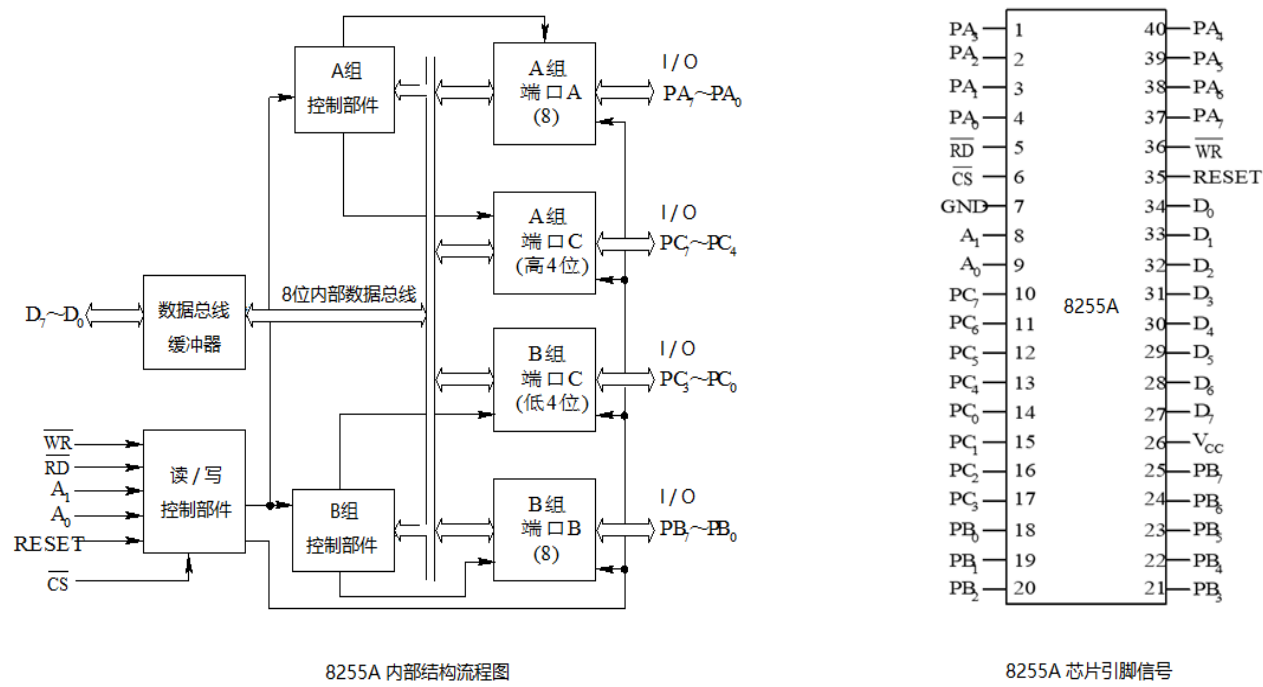 A组
控制部件
A组
端口A
(8)
I/O
PA7~PA0
A组
端口C
(高4位)
I/O
PC7~PC4
D7~D0
数据总线
缓冲器
8位内部数据总线
B组
端口C
(低4位)
I/O
PC3~PC0
WR
RD
A1
A0
RESET
CS
读/写
控制部件
B组
控制部件
B组
端口B
(8)
I/O
PB7~PB0
8255A 内部结构流程图
PA3 1 40 PA4
PA2 2 39 PA5
PA1 3 38 PA6
PA0 4 37 PA7
RD 5 36 WR
CS 6 35 RESET
GND 7 34 D0
A1 8 33 D1
A0 9 32 D2
PC7 10 31 D3
8255A
PC6 11 30 D4
PC5 12 29 D5
PC4 13 28 D6
PC0 14 27 D7
PC1 15 26 VCC
PC2 16 25 PB7
PC3 17 24 PB6
PB0 18 23 PB5
PB1 19 22 PB4
PB2 20 21 PB3
8255A 芯片引脚信号